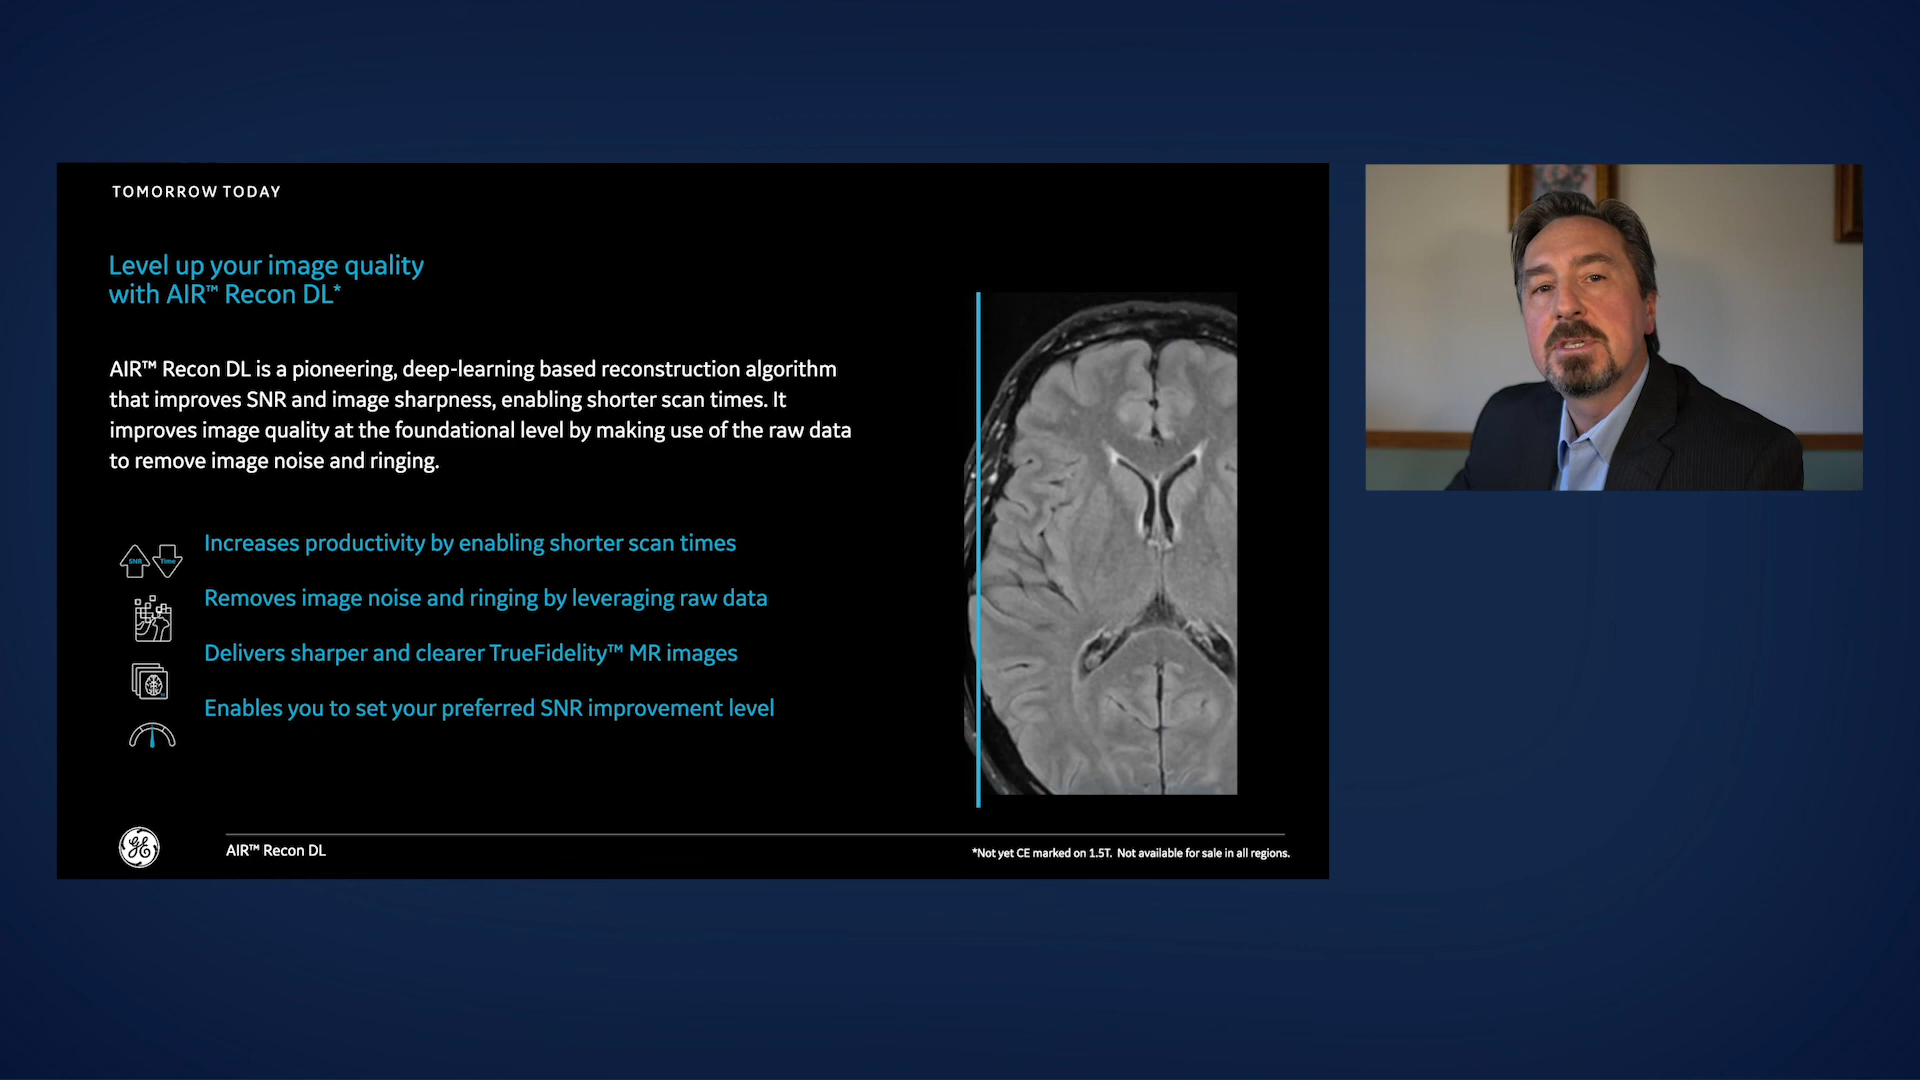 TOMORROW TODAY
Level up your image quality
with AIR™ Recon DL*
AIR™ Recon DL is a pioneering, deep-learning based reconstruction algorithm
that improves SNR and image sharpness, enabling shorter scan times. It
improves image quality at the foundational level by making use of the raw data
to remove image noise and ringing.
SNR
Time
Increases productivity by enabling shorter scan times
Removes image noise and ringing by leveraging raw data
Delivers sharper and clearer TrueFidelity™ MR images
Enables you to set your preferred SNR improvement level
GE
AIR™ Recon DL
*Not yet CE marked on 1.5T. Not available for sale in all regions.